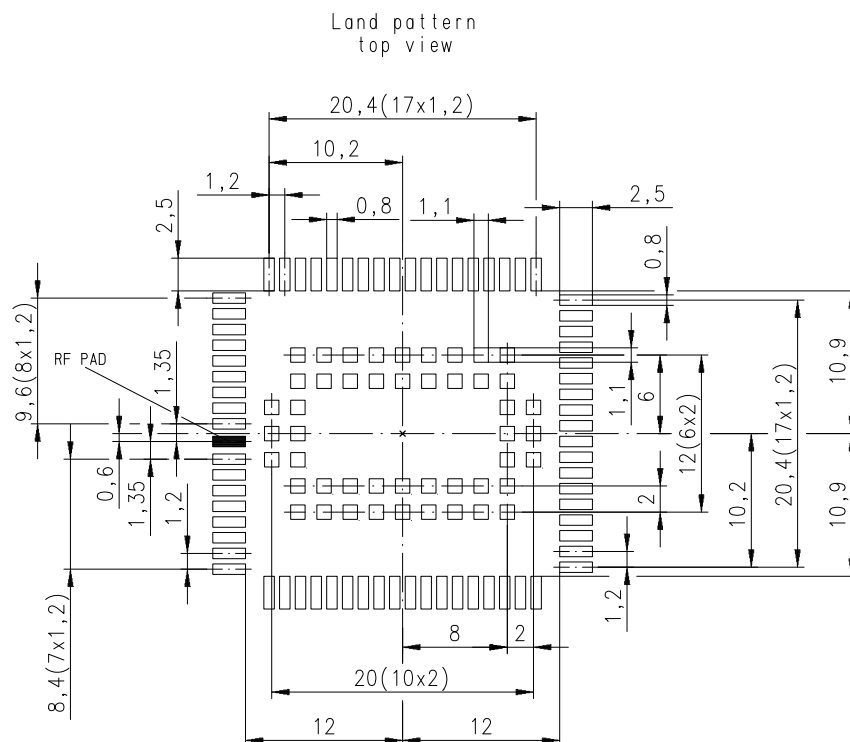 Land pattern
top view
20,4(17x1,2)
10,2
1,2
0,8
1,1
2,5
2,5
0,8
9,6(8x1,2)
RF PAD
1,35
1,1
6
12(6x2)
20,4(17x1,2)
10,9
0,6
1,35
1,2
2
10,2
10,9
8,4(7x1,2)
1,2
8
2
20(10x2)
12
12